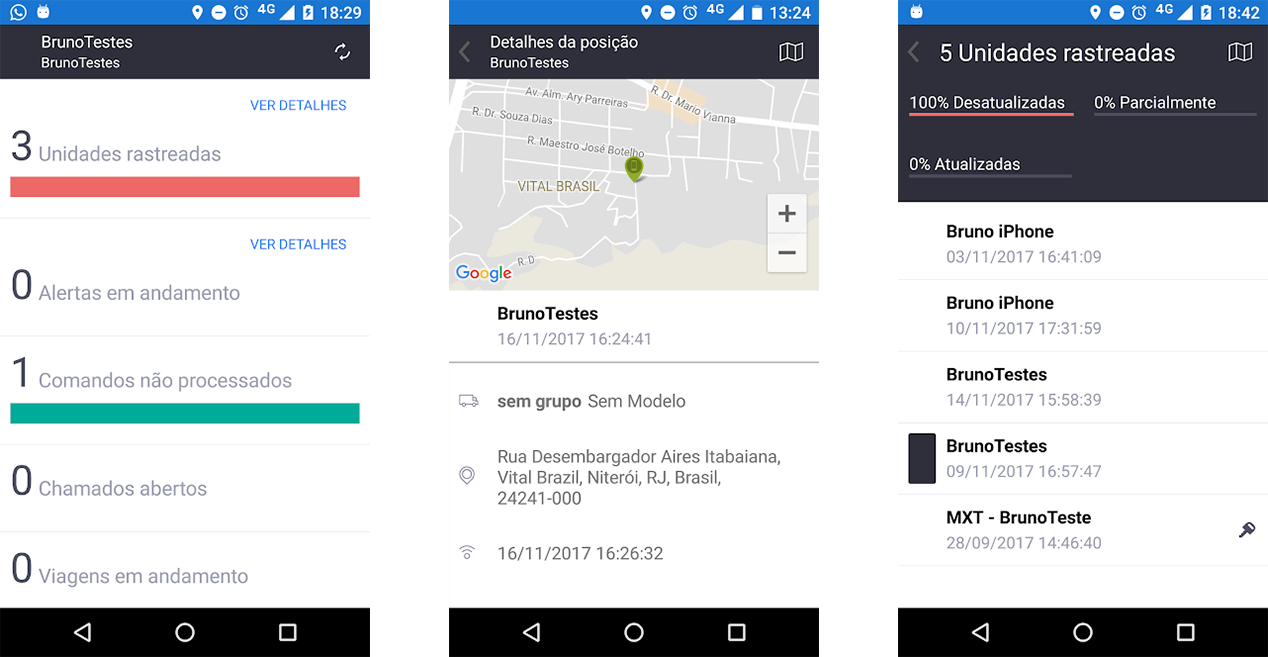 4G 18:29
BrunoTestes
BrunoTestes
VER DETALHES
3 Unidades rastreadas
VER DETALHES
0 Alertas em andamento
1 Comandos não processados
0 Chamados abertos
0 Viagens em andamento
4G 13:24
Detalhes da posição
BrunoTestes
Av. Alm. Ary Parreiras
R. Dr. Mario Vianna
R. Dr. Souza Dias
R. Maestro José Botelho
VITAL BRASIL
R. D
Google
+
−
BrunoTestes
16/11/2017 16:24:41
sem grupo Sem Modelo
Rua Desembargador Aires Itabaiana,
Vital Brazil, Niterói, RJ, Brasil,
24241-000
16/11/2017 16:26:32
4G 18:42
5 Unidades rastreadas
100% Desatualizadas 0% Parcialmente
0% Atualizadas
Bruno iPhone
03/11/2017 16:41:09
Bruno iPhone
10/11/2017 17:31:59
BrunoTestes
14/11/2017 15:58:39
BrunoTestes
09/11/2017 16:57:47
MXT - BrunoTeste
28/09/2017 14:46:40